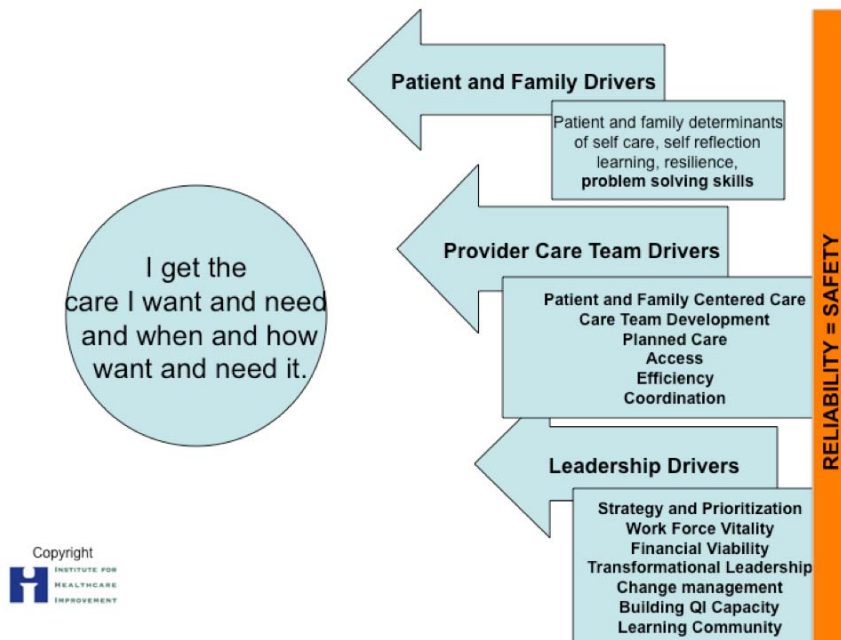 Patient and Family Drivers
Patient and family determinants
of self care, self reflection
learning, resilience,
problem solving skills
I get the
care I want and need
and when and how
want and need it.
Provider Care Team Drivers
Patient and Family Centered Care
Care Team Development
Planned Care
Access
Efficiency
Coordination
Leadership Drivers
Strategy and Prioritization
Work Force Vitality
Financial Viability
Transformational Leadership
Change management
Building QI Capacity
Learning Community
RELIABILITY = SAFETY
Copyright
INSTITUTE FOR
HEALTHCARE
IMPROVEMENT